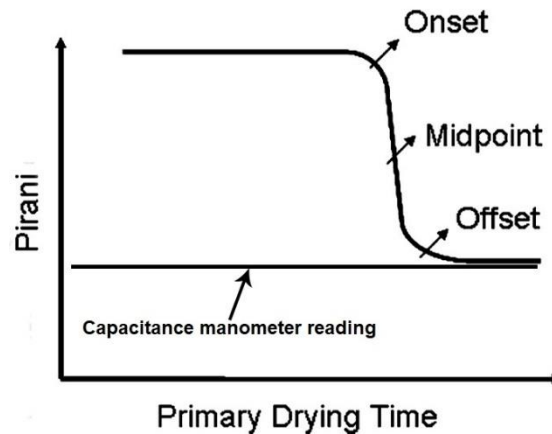 Onset
Midpoint
Offset
Pirani
Capacitance manometer reading
Primary Drying Time